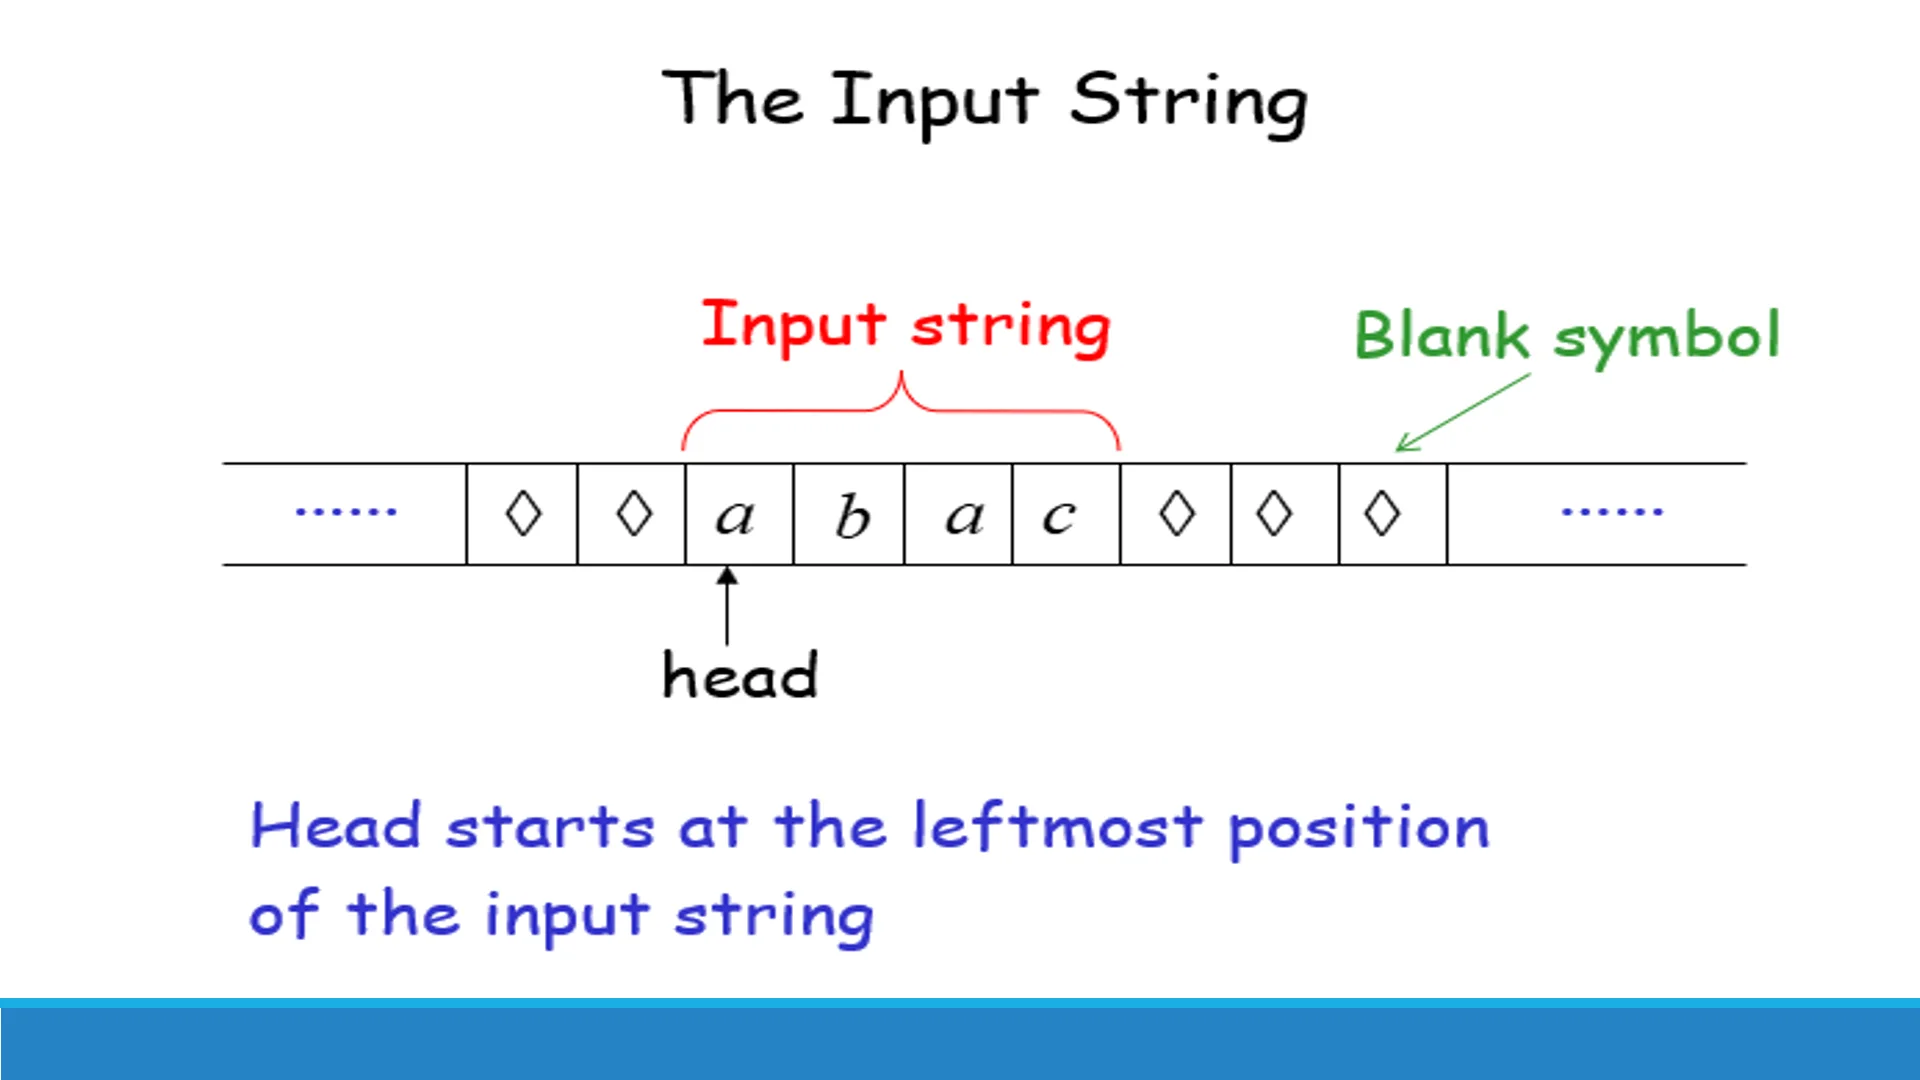 The Input String
Input string
Blank symbol
...... ◊ ◊ a b a c ◊ ◊ ◊ ......
head
Head starts at the leftmost position
of the input string